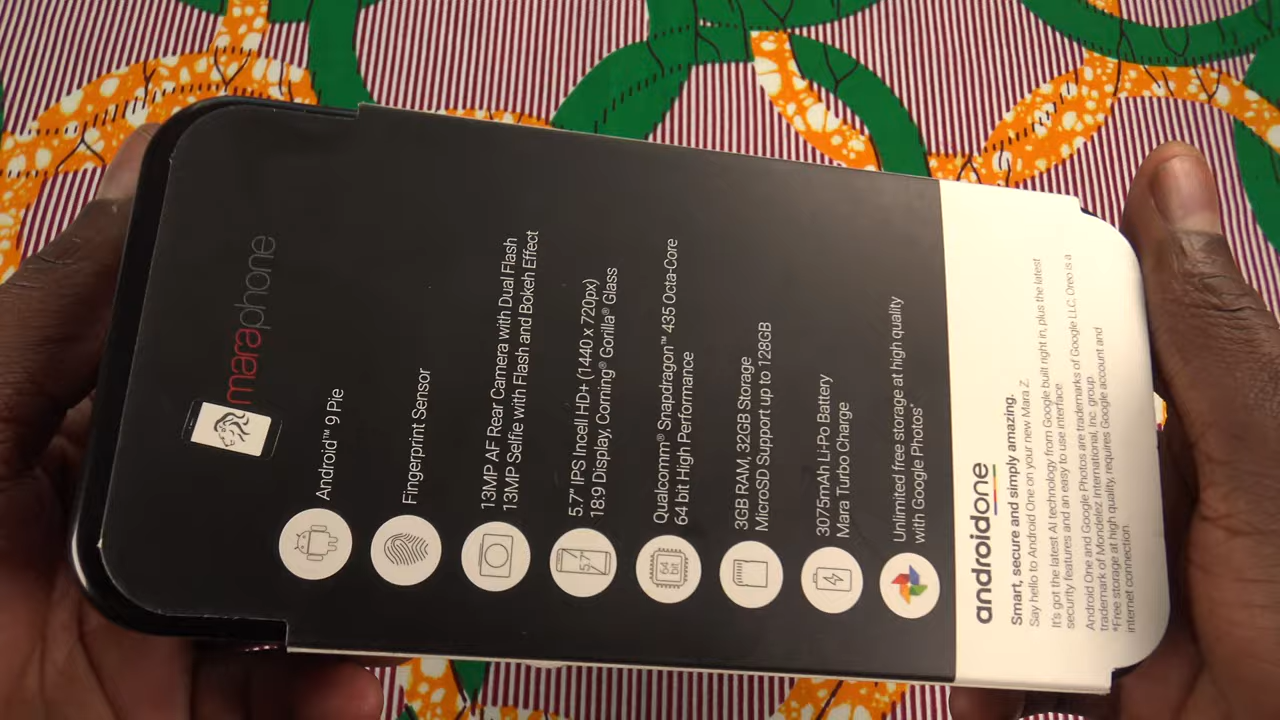 maraphone
Android™ 9 Pie
Fingerprint Sensor
13MP AF Rear Camera with Dual Flash
13MP Selfie with Flash and Bokeh Effect
5.7" IPS Incell HD+ (1440 x 720px)
18:9 Display, Corning® Gorilla® Glass
5.7"
Qualcomm® Snapdragon™ 435 Octa-Core
64 bit High Performance
64
bit
3GB RAM, 32GB Storage
MicroSD Support up to 128GB
3075mAh Li-Po Battery
Mara Turbo Charge
Unlimited free storage at high quality
with Google Photos*
androidone
Smart, secure and simply amazing.
Say hello to Android One on your new Mara Z.
It's got the latest AI technology from Google built right in, plus the latest
security features and an easy to use interface.
Android One and Google Photos are trademarks of Google LLC. Oreo is a
trademark of Mondelez International, Inc. group.
*Free storage at high quality, requires Google account and
internet connection